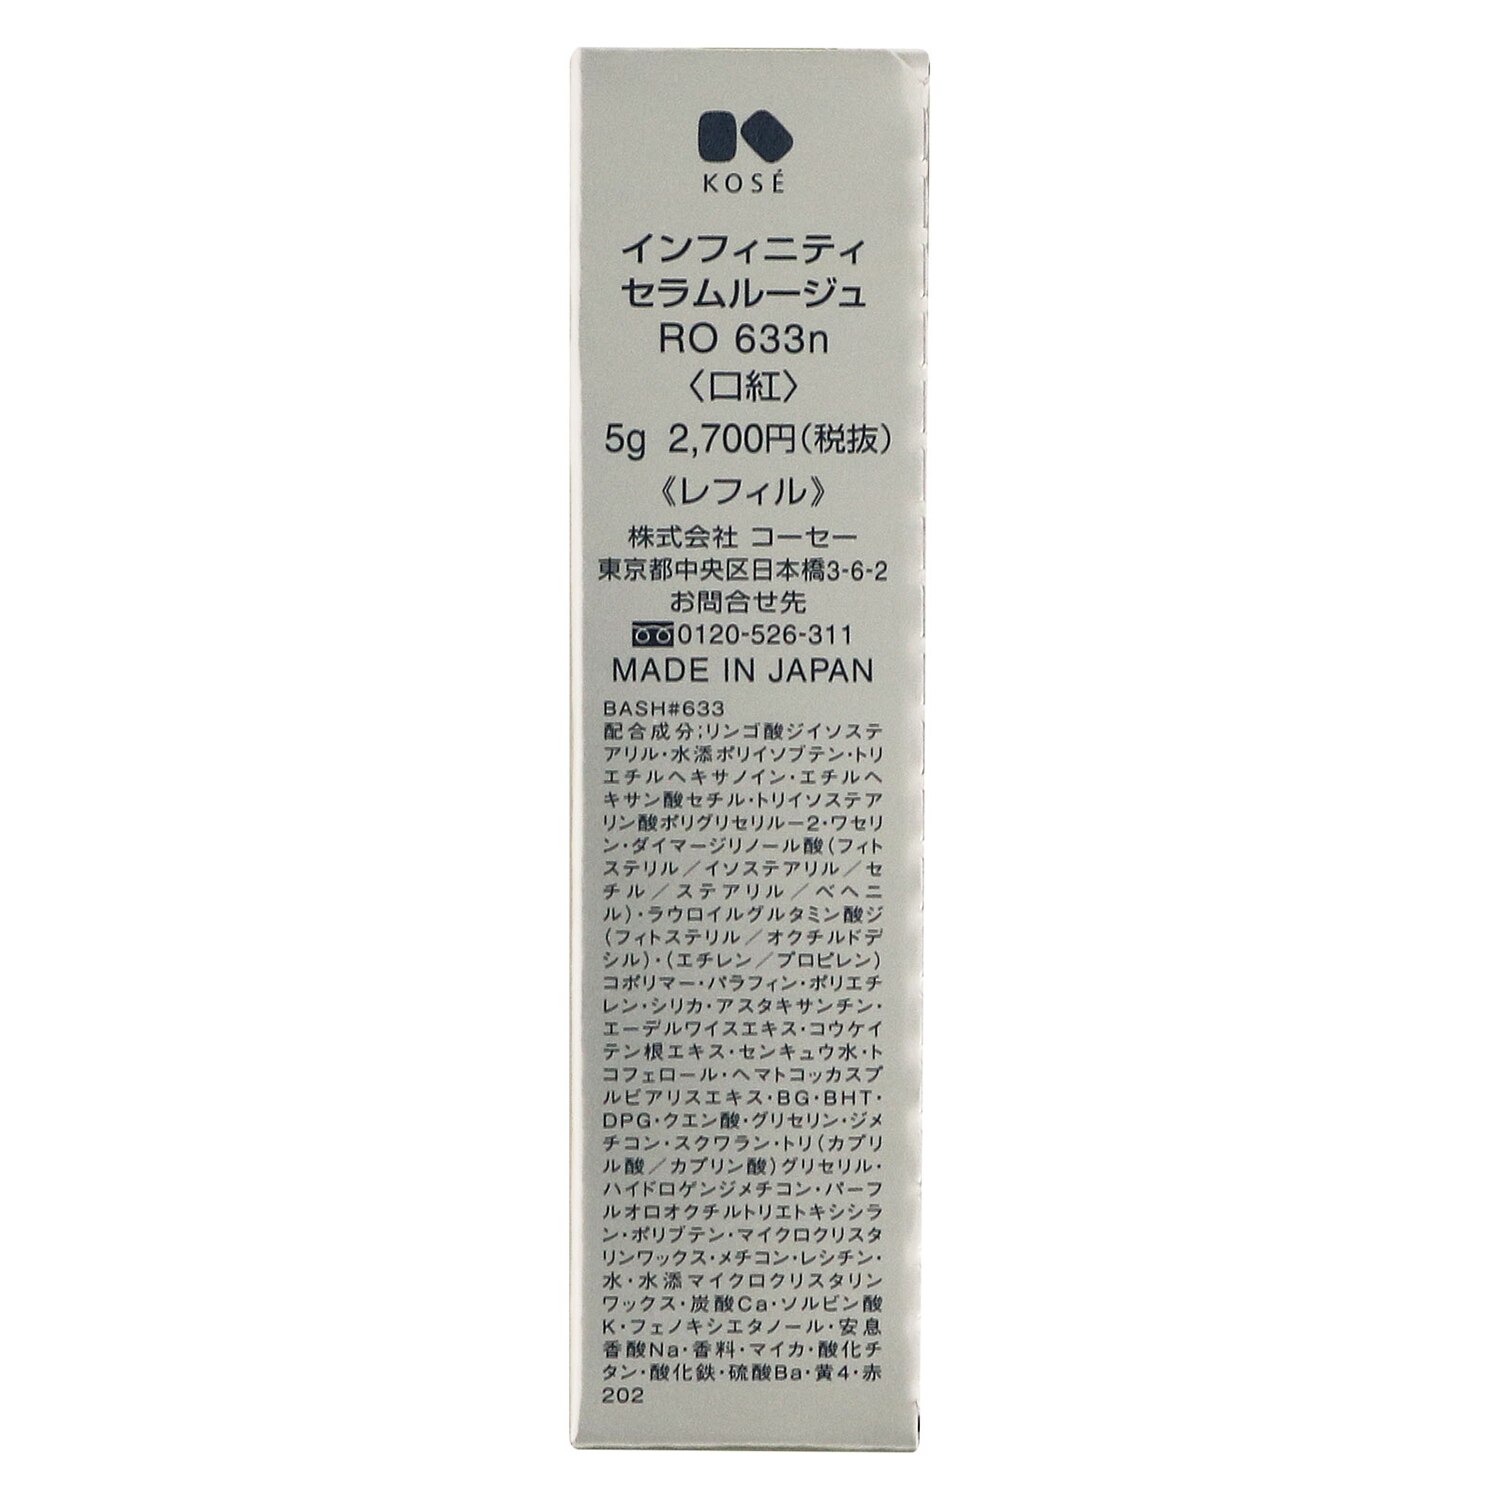 KOSÉ
インフィニティ
セラムルージュ
RO 633n
〈口紅〉
5g 2,700円(税抜)
《レフィル》
株式会社 コーセー
東京都中央区日本橋3-6-2
お問合せ先
0120-526-311
MADE IN JAPAN
BASH#633
配合成分;リンゴ酸ジイソステ
アリル・水添ポリイソブテン・トリ
エチルヘキサノイン・エチルヘ
キサン酸セチル・トリイソステア
リン酸ポリグリセリル－2・ワセリ
ン・ダイマージリノール酸(フィト
ステリル／イソステアリル／セ
チル／ステアリル／ベヘニ
ル)・ラウロイルグルタミン酸ジ
(フィトステリル／オクチルドデ
シル)・(エチレン／プロピレン)
コポリマー・パラフィン・ポリエチ
レン・シリカ・アスタキサンチン・
エーデルワイスエキス・コウケイ
テン根エキス・センキュウ水・ト
コフェロール・ヘマトコッカスプ
ルビアリスエキス・BG・BHT・
DPG・クエン酸・グリセリン・ジメ
チコン・スクワラン・トリ(カプリ
ル酸／カプリン酸)グリセリル・
ハイドロゲンジメチコン・パーフ
ルオロオクチルトリエトキシシラ
ン・ポリブテン・マイクロクリスタ
リンワックス・メチコン・レシチン・
水・水添マイクロクリスタリン
ワックス・炭酸Ca・ソルビン酸
K・フェノキシエタノール・安息
香酸Na・香料・マイカ・酸化チ
タン・酸化鉄・硫酸Ba・黄4・赤
202